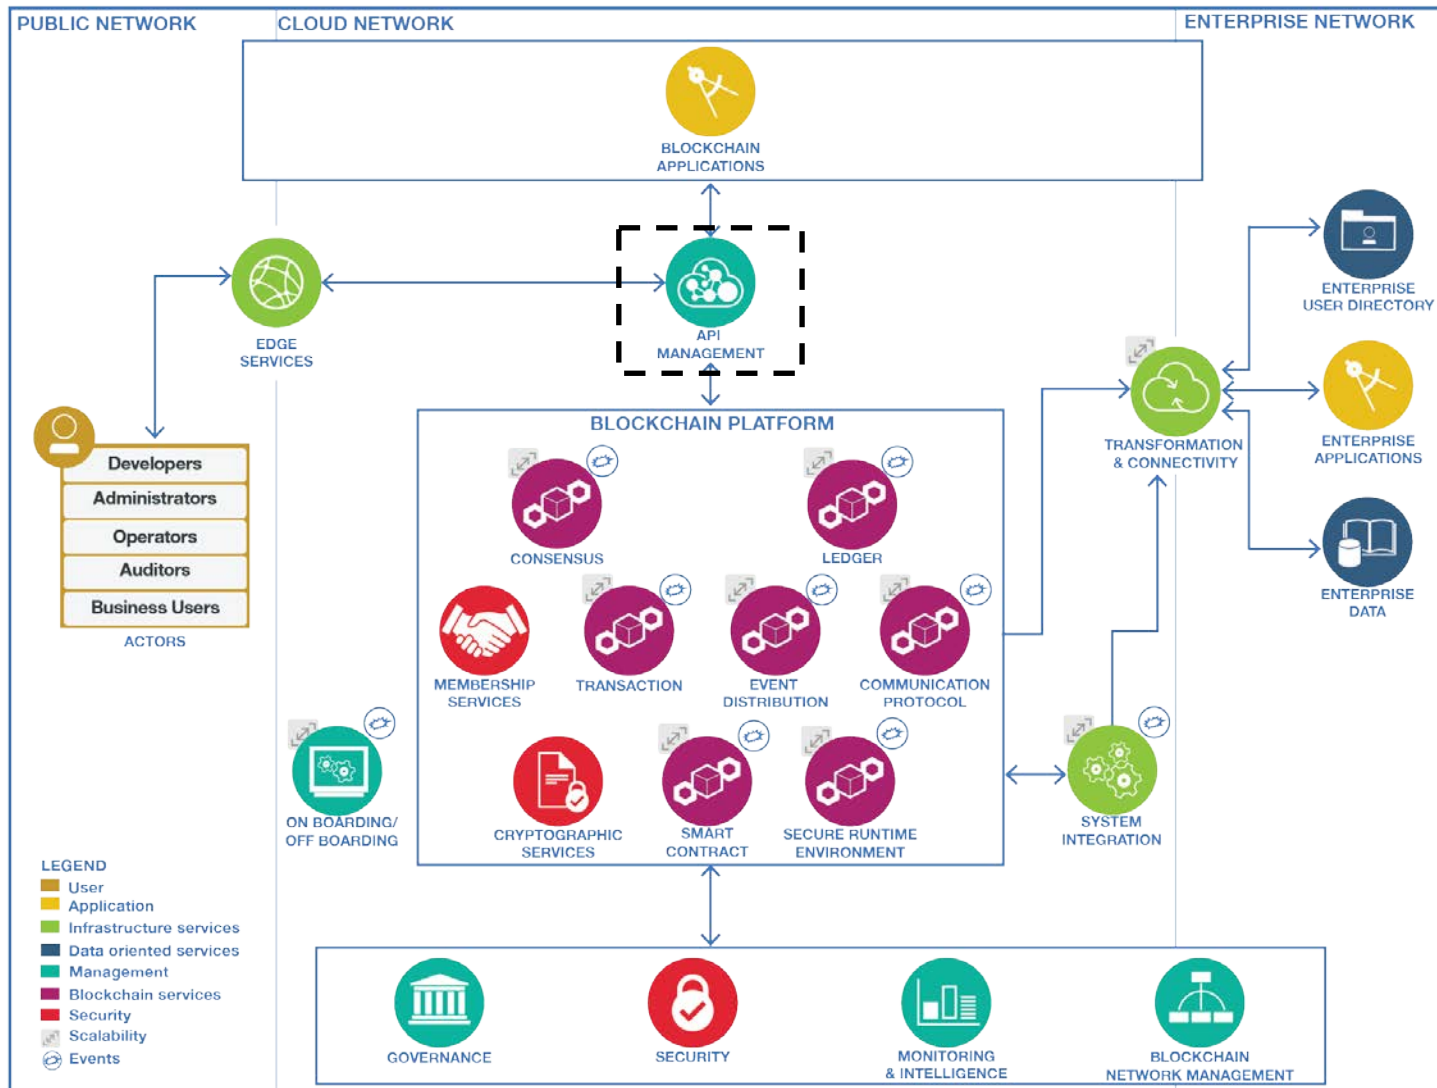 PUBLIC NETWORK
CLOUD NETWORK
ENTERPRISE NETWORK
BLOCKCHAIN
APPLICATIONS
EDGE
SERVICES
API
MANAGEMENT
ENTERPRISE
USER DIRECTORY
TRANSFORMATION
& CONNECTIVITY
ENTERPRISE
APPLICATIONS
ENTERPRISE
DATA
Developers
Administrators
Operators
Auditors
Business Users
ACTORS
BLOCKCHAIN PLATFORM
CONSENSUS
LEDGER
MEMBERSHIP
SERVICES
TRANSACTION
EVENT
DISTRIBUTION
COMMUNICATION
PROTOCOL
ON BOARDING/
OFF BOARDING
CRYPTOGRAPHIC
SERVICES
SMART
CONTRACT
SECURE RUNTIME
ENVIRONMENT
SYSTEM
INTEGRATION
LEGEND
User
Application
Infrastructure services
Data oriented services
Management
Blockchain services
Security
Scalability
Events
GOVERNANCE
SECURITY
MONITORING
& INTELLIGENCE
BLOCKCHAIN
NETWORK MANAGEMENT